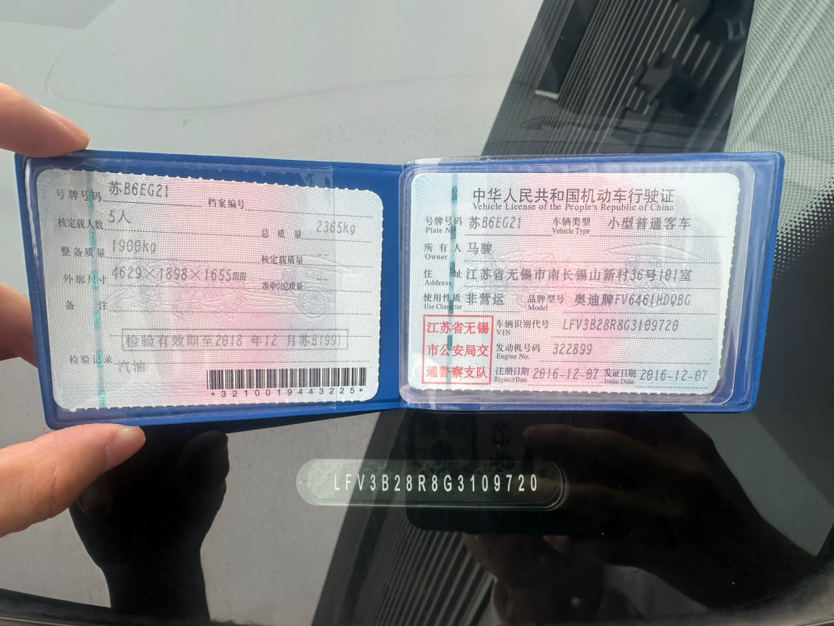 号牌号码 苏B6EG21 档案编号
核定载人数 5人 总质量 2365kg
整备质量 1900kg 核定载质量
外廓尺寸 4629×1898×1655mm 准牵总质量
备注
检验有效期至2018年12月苏B(99)
检验记录 汽油
*3210019443225*
中华人民共和国机动车行驶证
Vehicle License of the People's Republic of China
号牌号码 苏B6EG21 车辆类型 小型普通客车
Plate No. Vehicle Type
所有人 马骏
Owner
住址 江苏省无锡市南长锡山新村36号101室
Address
使用性质 非营运 品牌型号 奥迪牌FV6461HDQBG
Use Character Model
江苏省无锡市公安局交通警察支队
车辆识别代号 LFV3B28R8G3109720
VIN
发动机号码 322899
Engine No.
注册日期 2016-12-07 发证日期 2016-12-07
Register Date Issue Date
LFV3B28R8G3109720